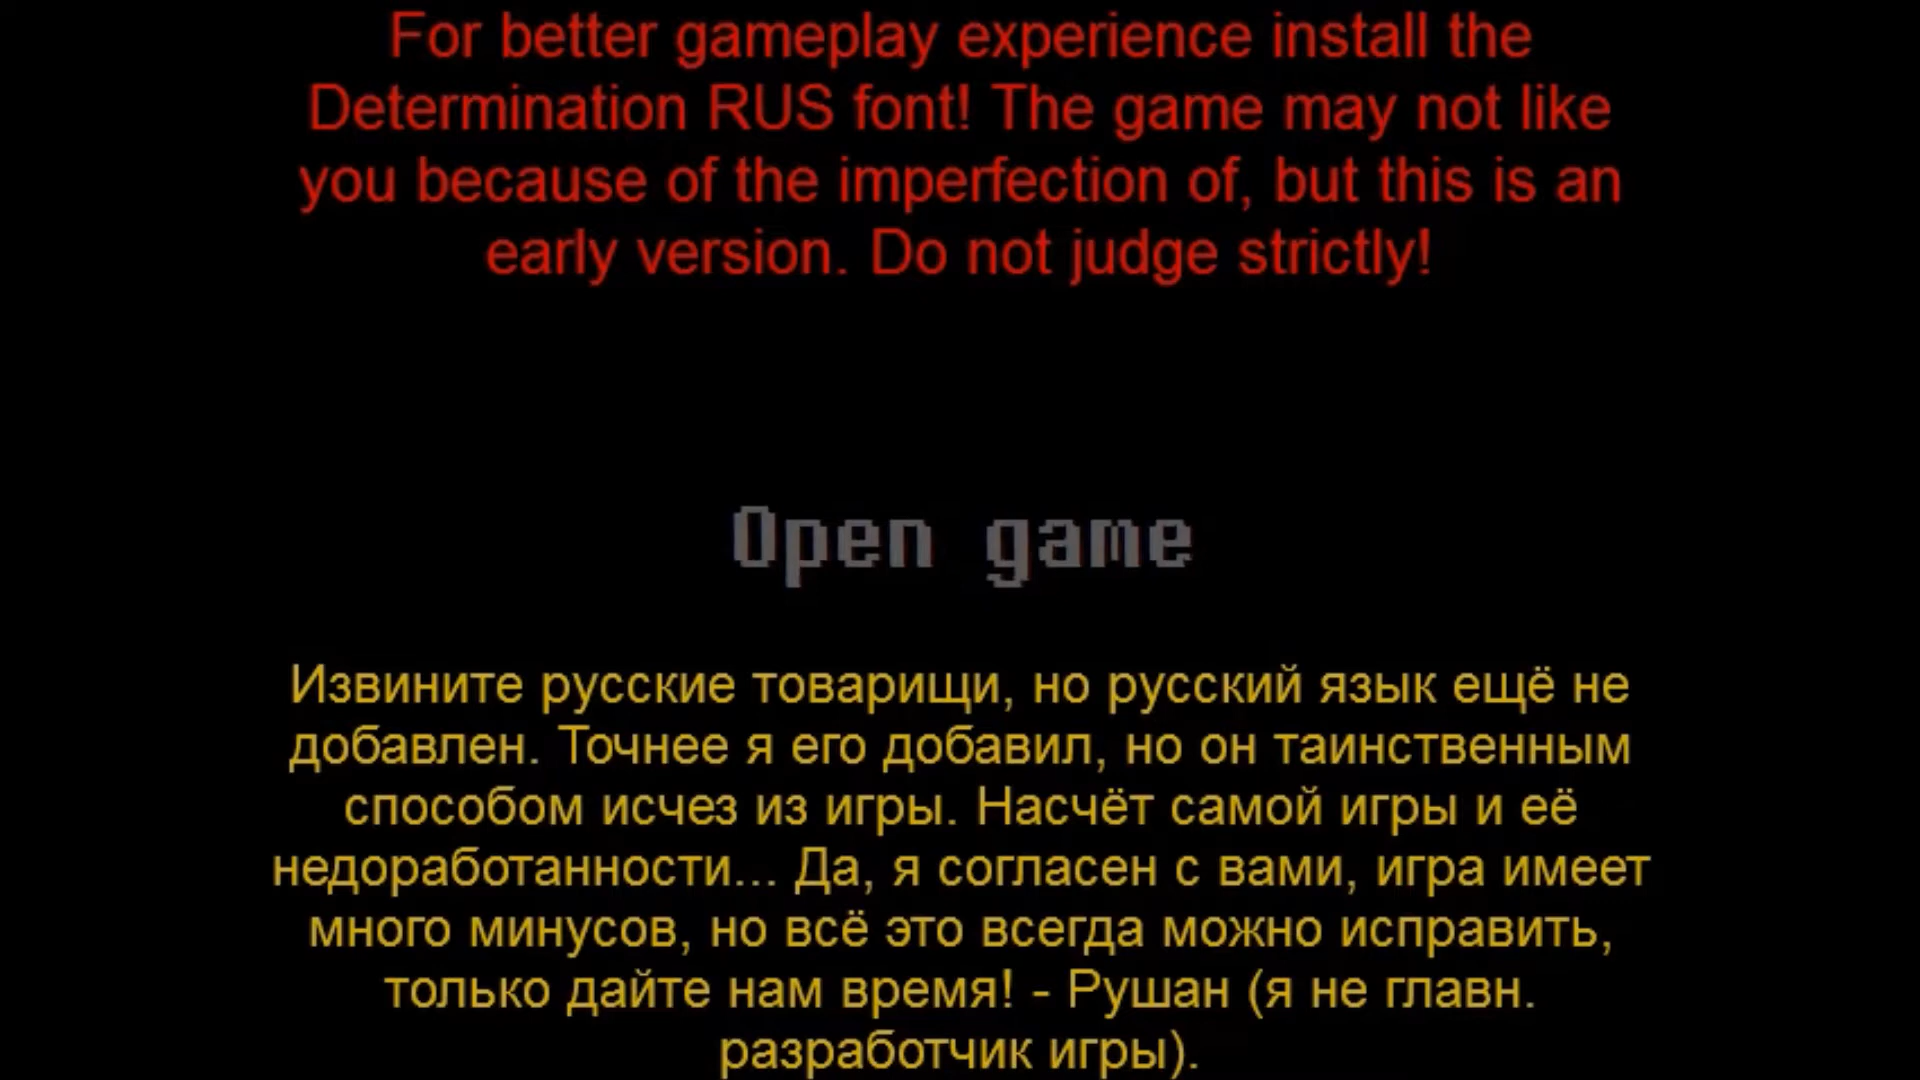 For better gameplay experience install the
Determination RUS font! The game may not like
you because of the imperfection of, but this is an
early version. Do not judge strictly!
Open game
Извините русские товарищи, но русский язык ещё не
добавлен. Точнее я его добавил, но он таинственным
способом исчез из игры. Насчёт самой игры и её
недоработанности... Да, я согласен с вами, игра имеет
много минусов, но всё это всегда можно исправить,
только дайте нам время! - Рушан (я не главн.
разработчик игры).